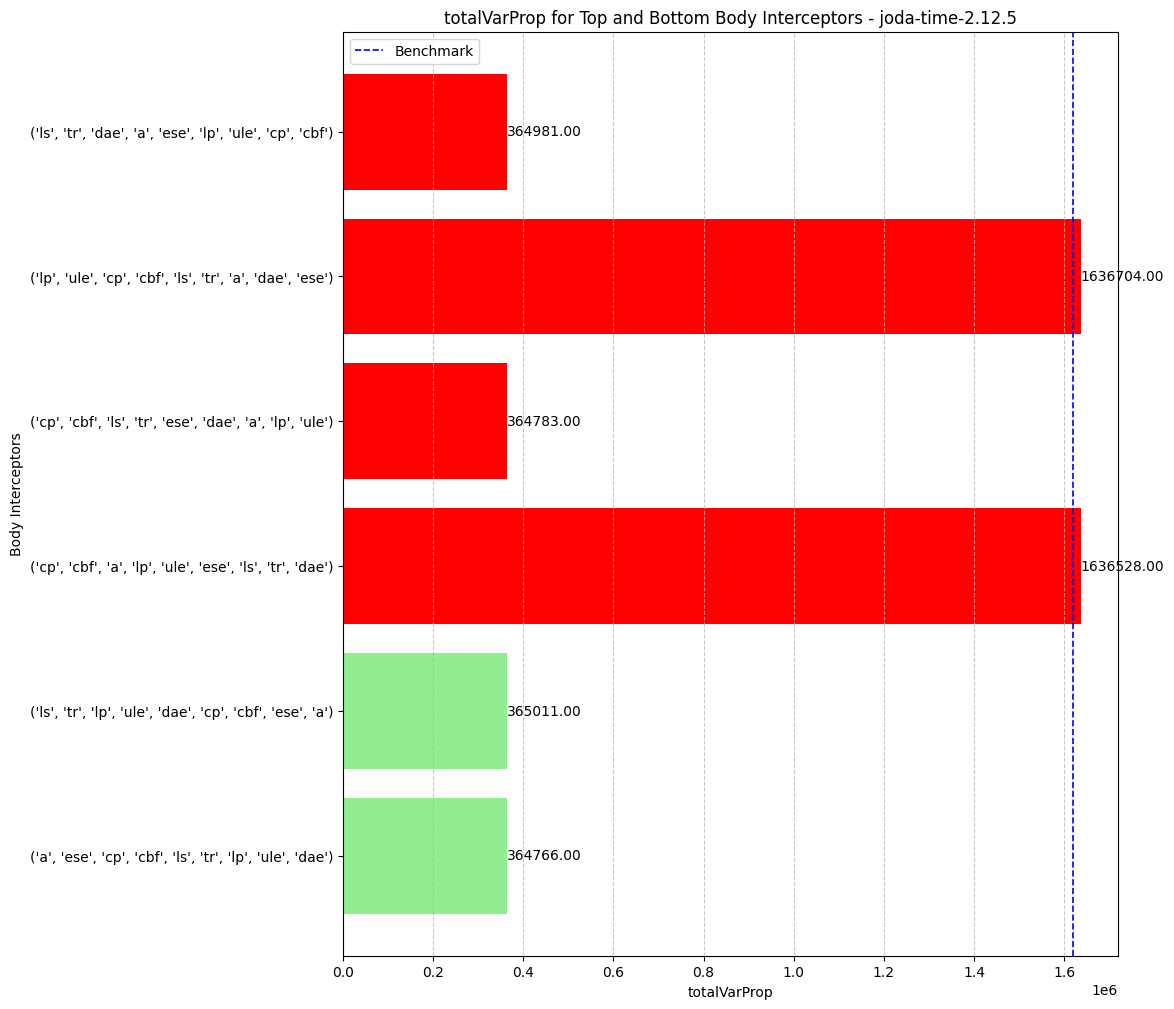 totalVarProp for Top and Bottom Body Interceptors - joda-time-2.12.5
Benchmark
('ls', 'tr', 'dae', 'a', 'ese', 'lp', 'ule', 'cp', 'cbf')
364981.00
('lp', 'ule', 'cp', 'cbf', 'ls', 'tr', 'a', 'dae', 'ese')
1636704.00
('cp', 'cbf', 'ls', 'tr', 'ese', 'dae', 'a', 'lp', 'ule')
364783.00
Body Interceptors
('cp', 'cbf', 'a', 'lp', 'ule', 'ese', 'ls', 'tr', 'dae')
1636528.00
('ls', 'tr', 'lp', 'ule', 'dae', 'cp', 'cbf', 'ese', 'a')
365011.00
('a', 'ese', 'cp', 'cbf', 'ls', 'tr', 'lp', 'ule', 'dae')
364766.00
0.0 0.2 0.4 0.6 0.8 1.0 1.2 1.4 1.6
1e6
totalVarProp